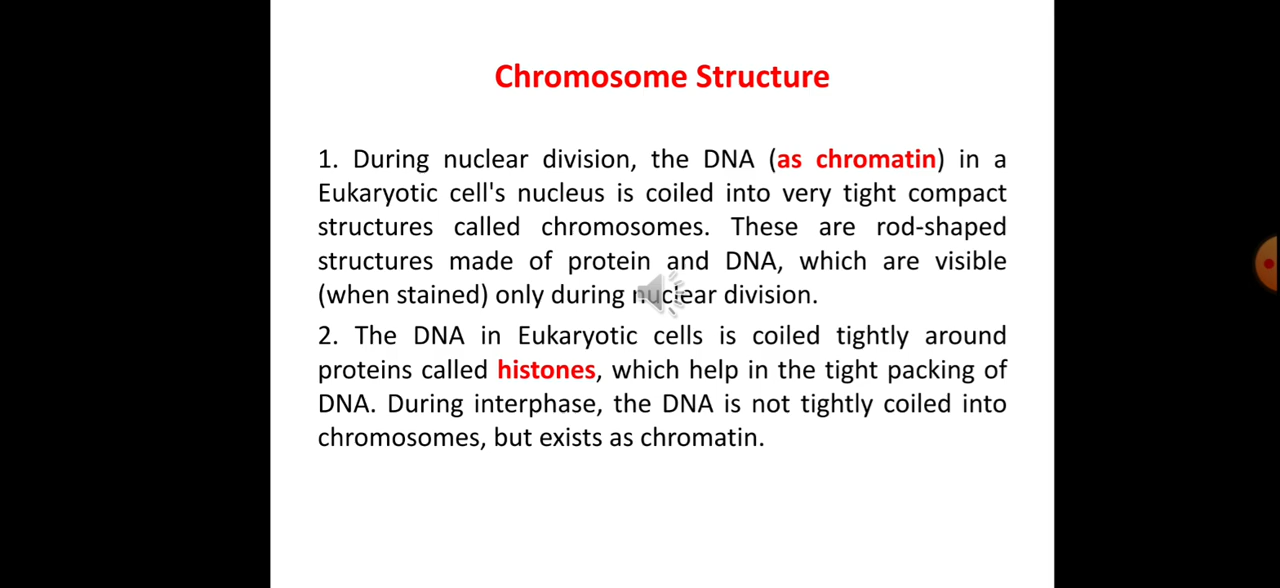 Chromosome Structure
1. During nuclear division, the DNA (as chromatin) in a
Eukaryotic cell's nucleus is coiled into very tight compact
structures called chromosomes. These are rod-shaped
structures made of protein and DNA, which are visible
(when stained) only during nuclear division.
2. The DNA in Eukaryotic cells is coiled tightly around
proteins called histones, which help in the tight packing of
DNA. During interphase, the DNA is not tightly coiled into
chromosomes, but exists as chromatin.